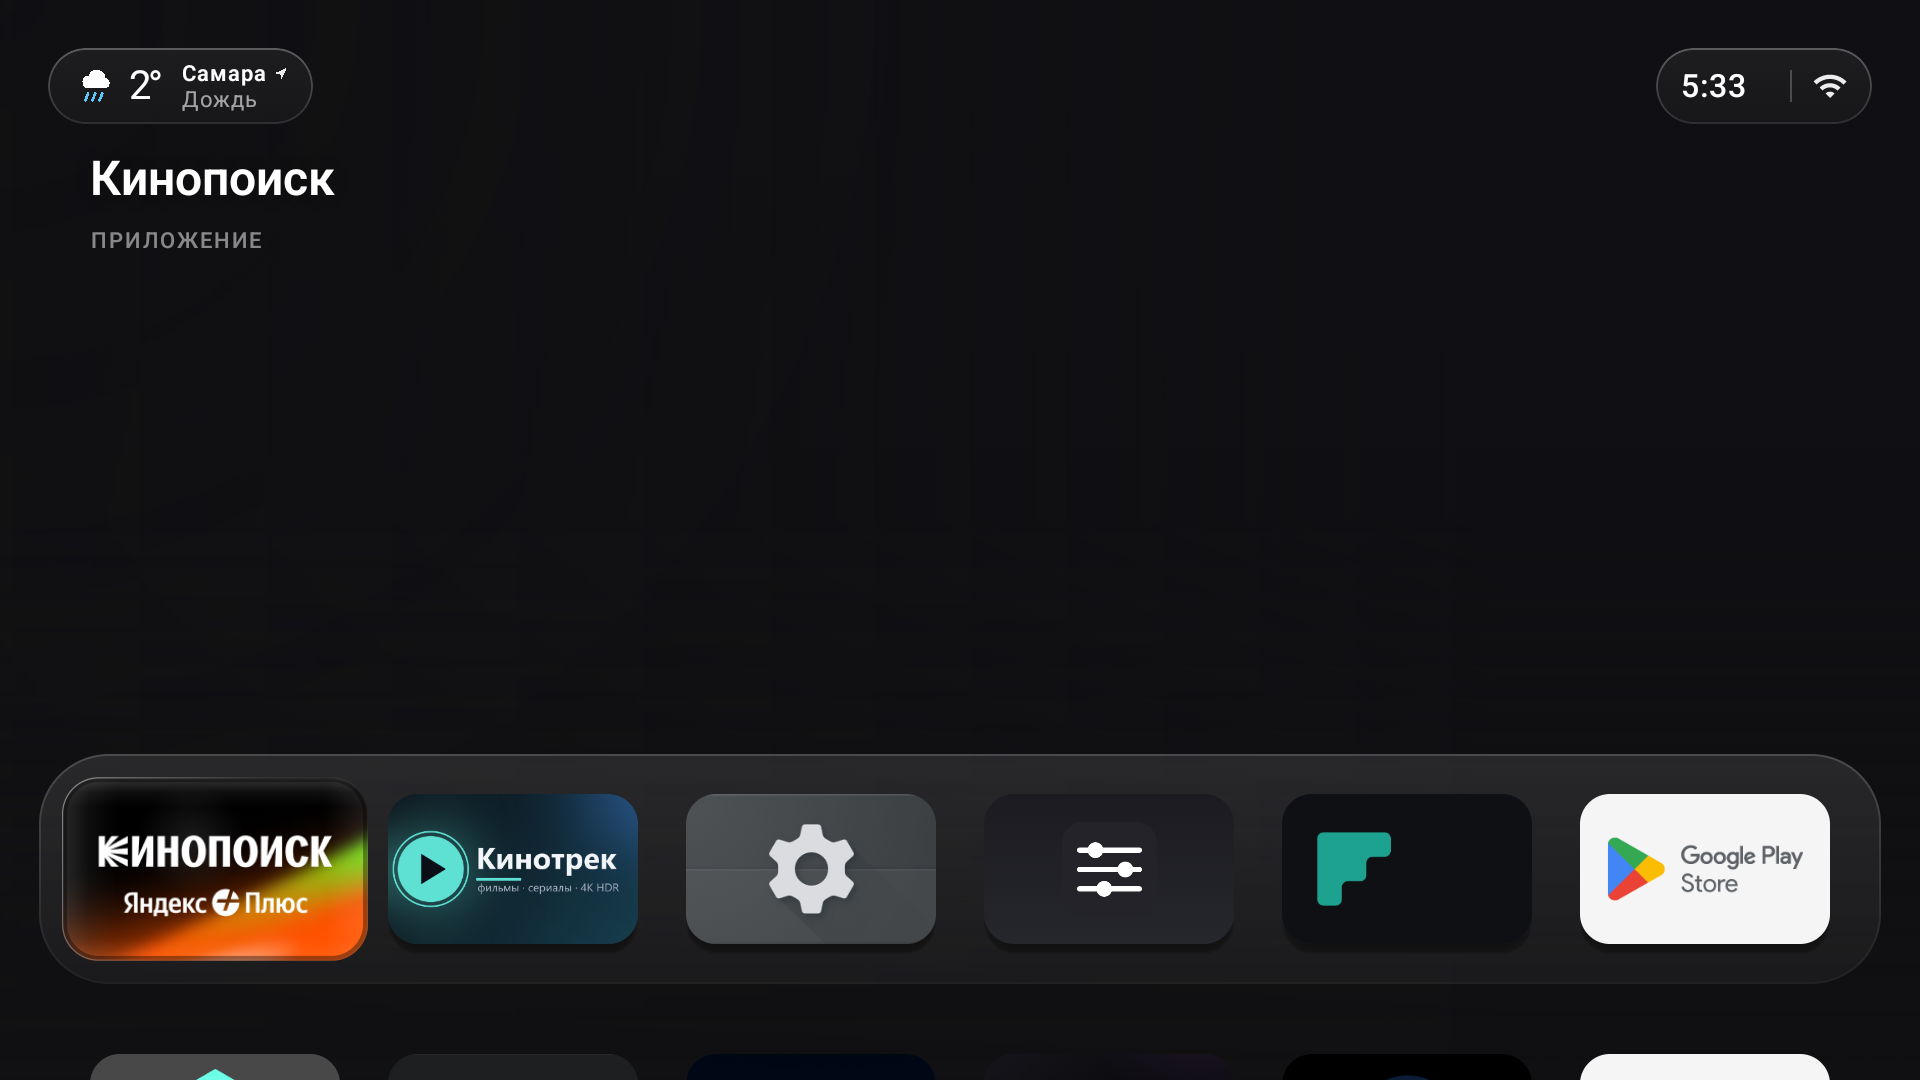 2°
Самара
Дождь
5:33
Кинопоиск
ПРИЛОЖЕНИЕ
КИНОПОИСК
Яндекс Плюс
Кинотрек
фильмы · сериалы · 4K HDR
Google Play
Store